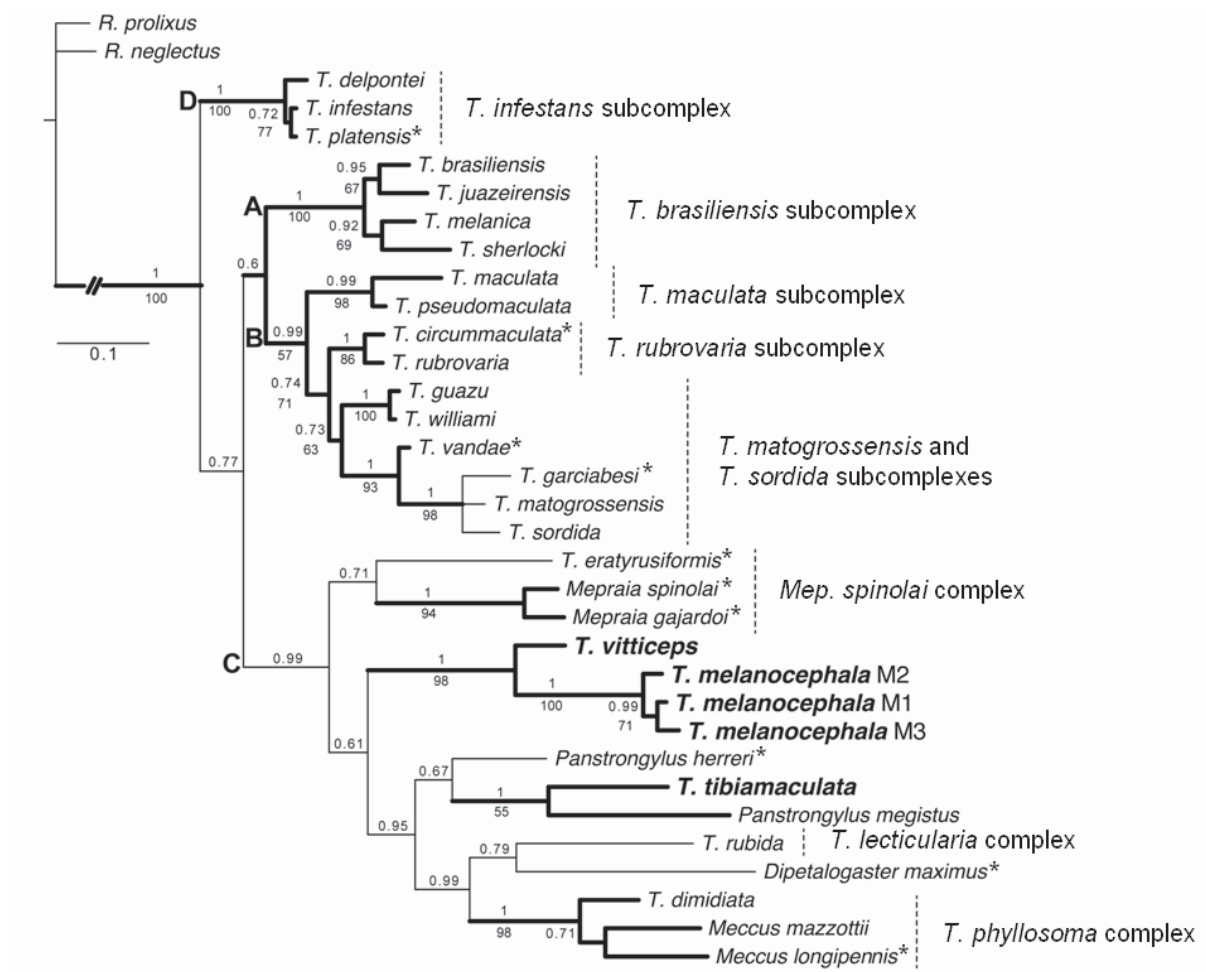 R. prolixus
R. neglectus
T. delpontei
D
1
100
0.72
77
T. infestans
T. platensis*
T. infestans subcomplex
T. brasiliensis
0.95
67
T. juazeirensis
A
1
100
0.92
69
T. melanica
T. sherlocki
T. brasiliensis subcomplex
0.6
1
100
0.1
T. maculata
0.99
98
T. pseudomaculata
T. maculata subcomplex
B
0.99
57
T. circummaculata*
1
86
T. rubrovaria
T. rubrovaria subcomplex
0.74
71
T. guazu
1
100
T. williami
0.73
63
T. vandae*
1
93
T. garciabesi*
1
98
T. matogrossensis
T. sordida
T. matogrossensis and
T. sordida subcomplexes
0.77
T. eratyrusiformis*
0.71
Mepraia spinolai*
1
94
Mepraia gajardoi*
Mep. spinolai complex
C
0.99
T. vitticeps
1
98
T. melanocephala M2
1
100
0.99
71
T. melanocephala M1
T. melanocephala M3
0.61
Panstrongylus herreri*
0.67
T. tibiamaculata
1
55
Panstrongylus megistus
0.95
T. rubida
T. lecticularia complex
0.79
Dipetalogaster maximus*
0.99
T. dimidiata
1
98
0.71
Meccus mazzottii
Meccus longipennis*
T. phyllosoma complex